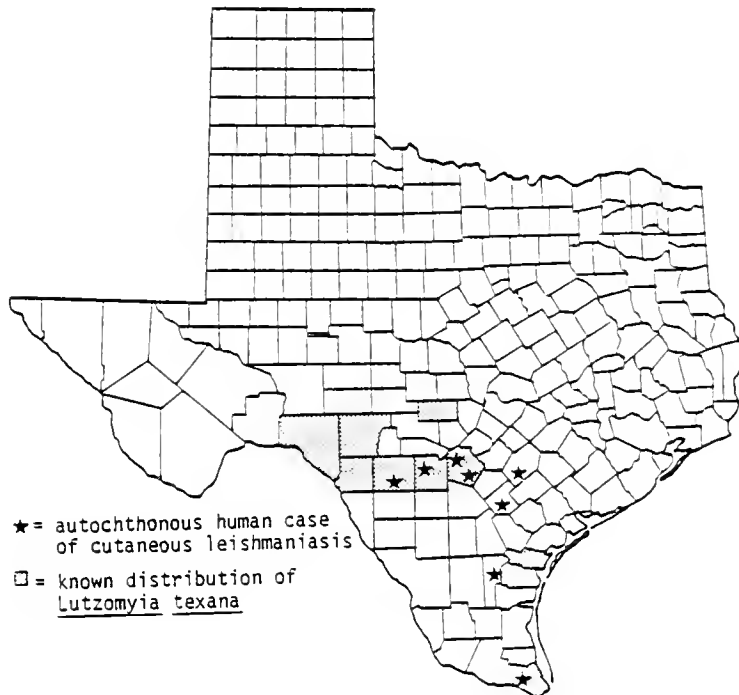 ★ = autochthonous human case
of cutaneous leishmaniasis
= known distribution of
Lutzomyia texana